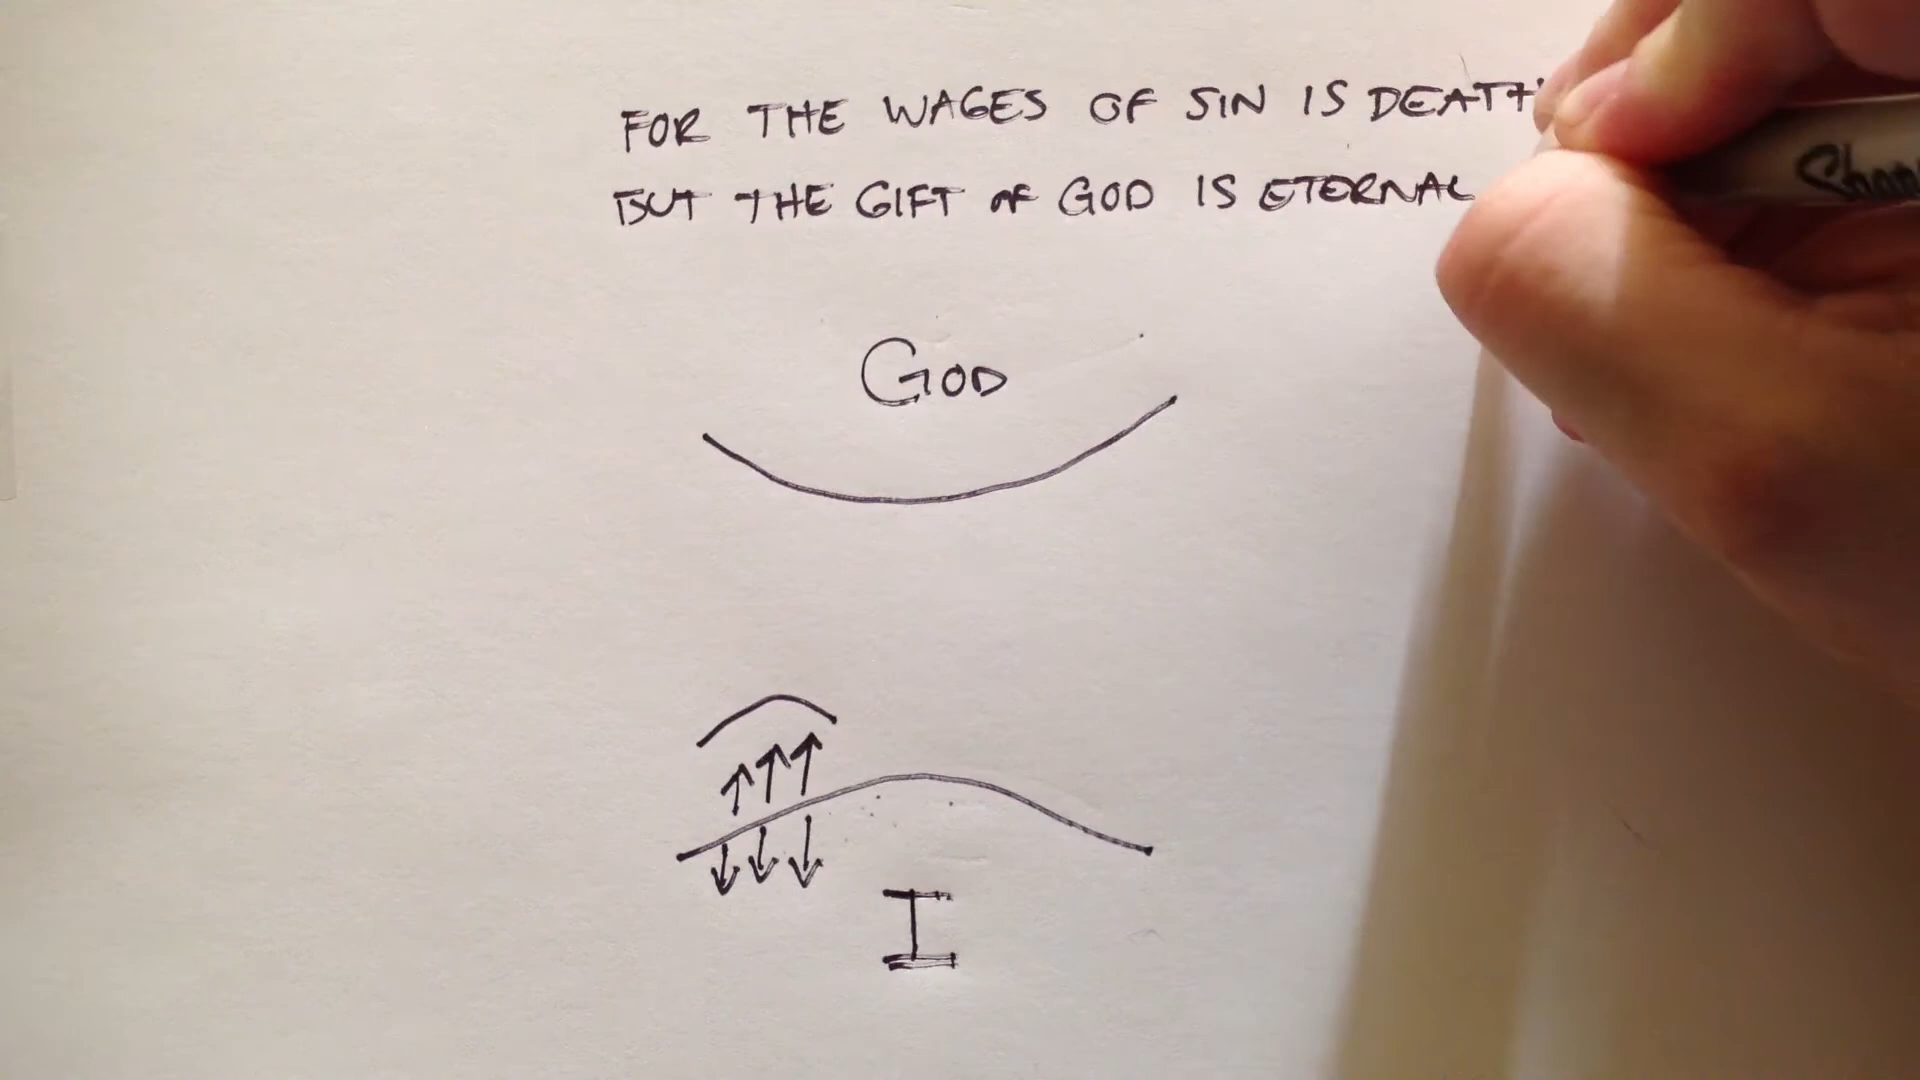 FOR THE WAGES OF SIN IS DEATH
BUT THE GIFT OF GOD IS ETERNAL
GOD
I